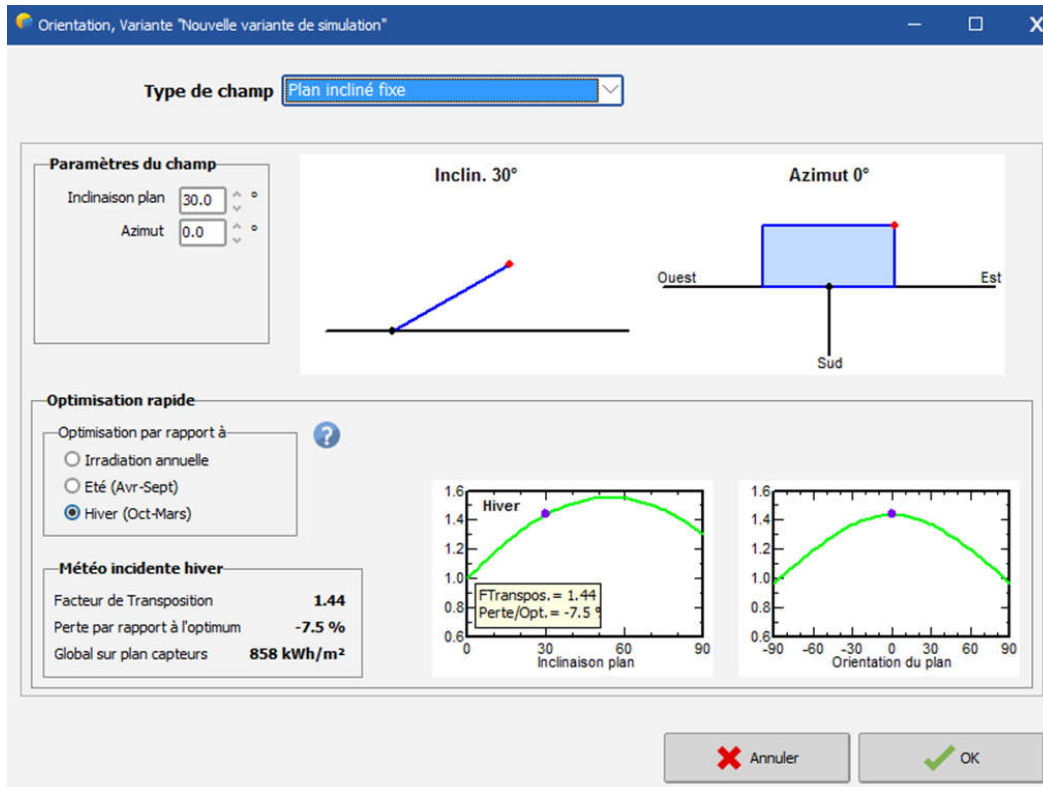 Orientation, Variante "Nouvelle variante de simulation"
Type de champ Plan incliné fixe
Paramètres du champ
Inclinaison plan 30.0 °
Azimut 0.0 °
Inclin. 30°
Azimut 0°
Ouest
Est
Sud
Optimisation rapide
Optimisation par rapport à
Irradiation annuelle
Eté (Avr-Sept)
Hiver (Oct-Mars)
?
Météo incidente hiver
Facteur de Transposition 1.44
Perte par rapport à l'optimum -7.5 %
Global sur plan capteurs 858 kWh/m²
Hiver
1.6
1.4
1.2
1.0
0.8
0.6
FTranspos.= 1.44
Perte/Opt.= -7.5 %
0 30 60 90
Inclinaison plan
1.6
1.4
1.2
1.0
0.8
0.6
-90 -60 -30 0 30 60 90
Orientation du plan
Annuler
OK